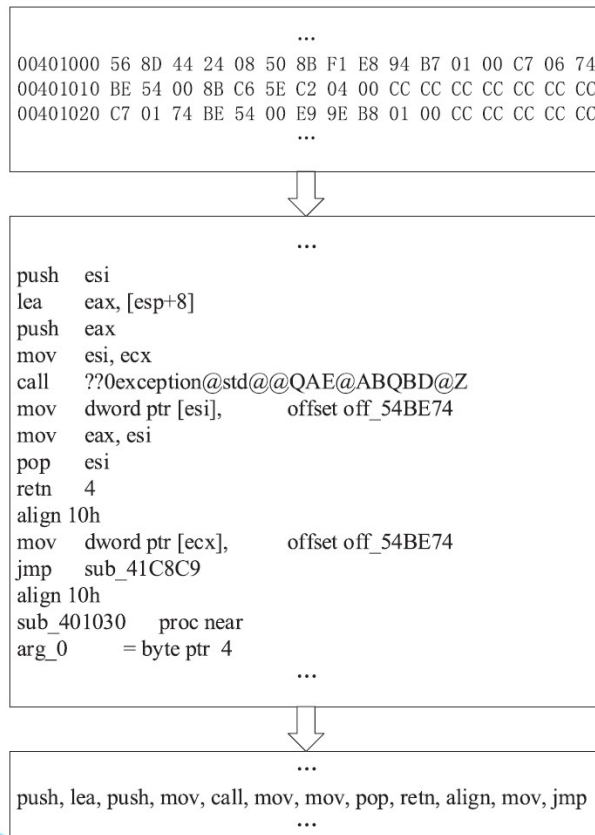 ...
00401000 56 8D 44 24 08 50 8B F1 E8 94 B7 01 00 C7 06 74
00401010 BE 54 00 8B C6 5E C2 04 00 CC CC CC CC CC CC CC
00401020 C7 01 74 BE 54 00 E9 9E B8 01 00 CC CC CC CC CC
...
...
push esi
lea eax, [esp+8]
push eax
mov esi, ecx
call ??0exception@std@@QAE@ABQBD@Z
mov dword ptr [esi], offset off_54BE74
mov eax, esi
pop esi
retn 4
align 10h
mov dword ptr [ecx], offset off_54BE74
jmp sub_41C8C9
align 10h
sub_401030 proc near
arg_0 = byte ptr 4
...
...
push, lea, push, mov, call, mov, mov, pop, retn, align, mov, jmp
...